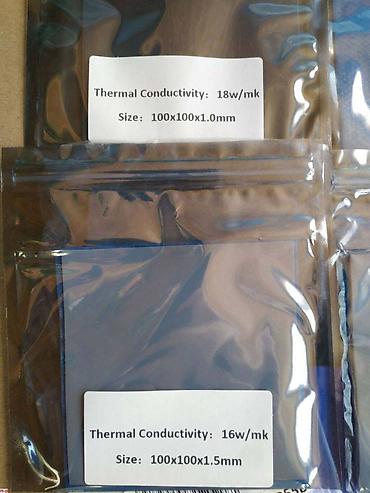 Thermal Conductivity： 18w/mk
Size： 100x100x1.0mm
Thermal Conductivity： 16w/mk
Size： 100x100x1.5mm